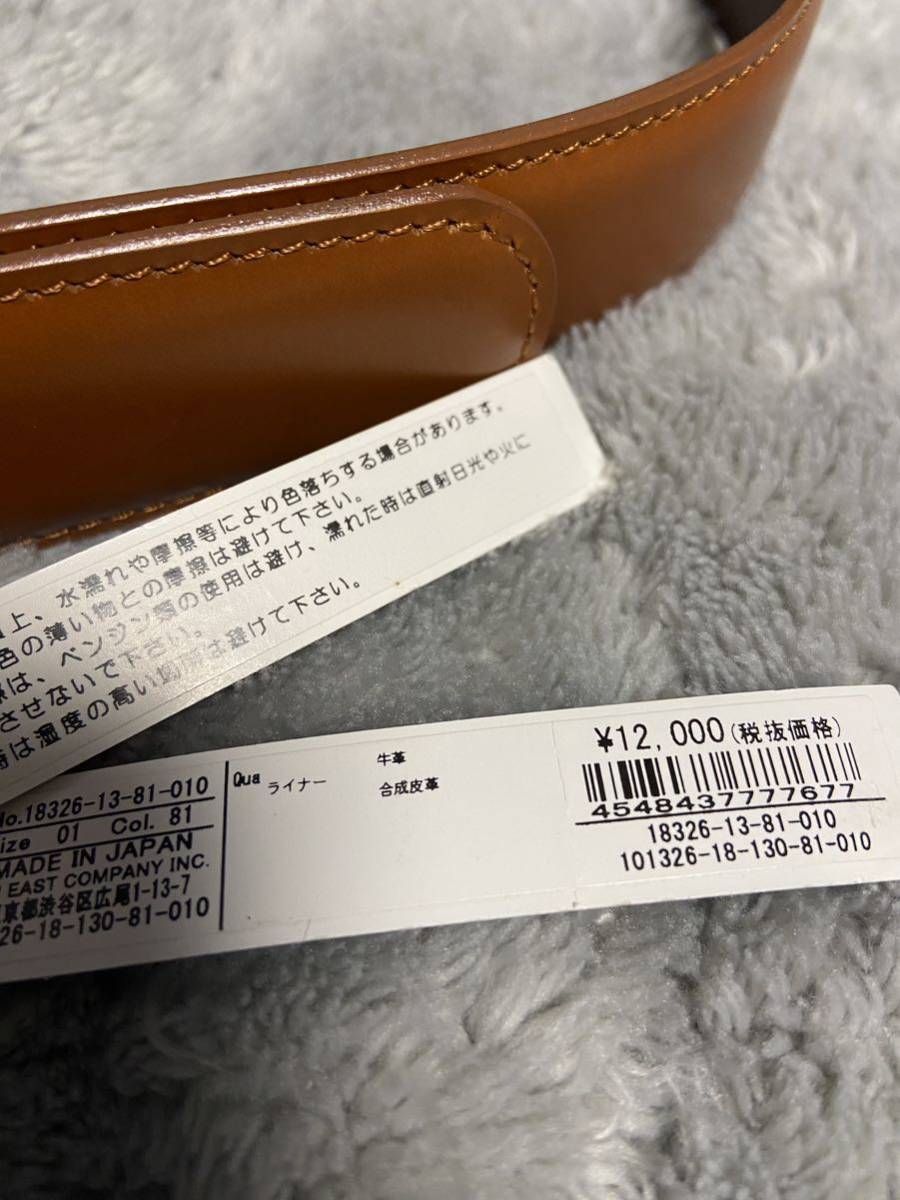 上、水濡れや摩擦等により色落ちする場合があります。
色の薄い物との摩擦は避けて下さい。
は、ベンジン類の使用は避け、濡れた時は直射日光や火に
させないで下さい。
時は湿度の高い場所は避けて下さい。
No.18326-13-81-010
ize 01 Col. 81
MADE IN JAPAN
EAST COMPANY INC.
京都渋谷区広尾1-13-7
26-18-130-81-010
Qua
牛革
ライナー 合成皮革
¥12,000(税抜価格)
4548437777677
18326-13-81-010
101326-18-130-81-010